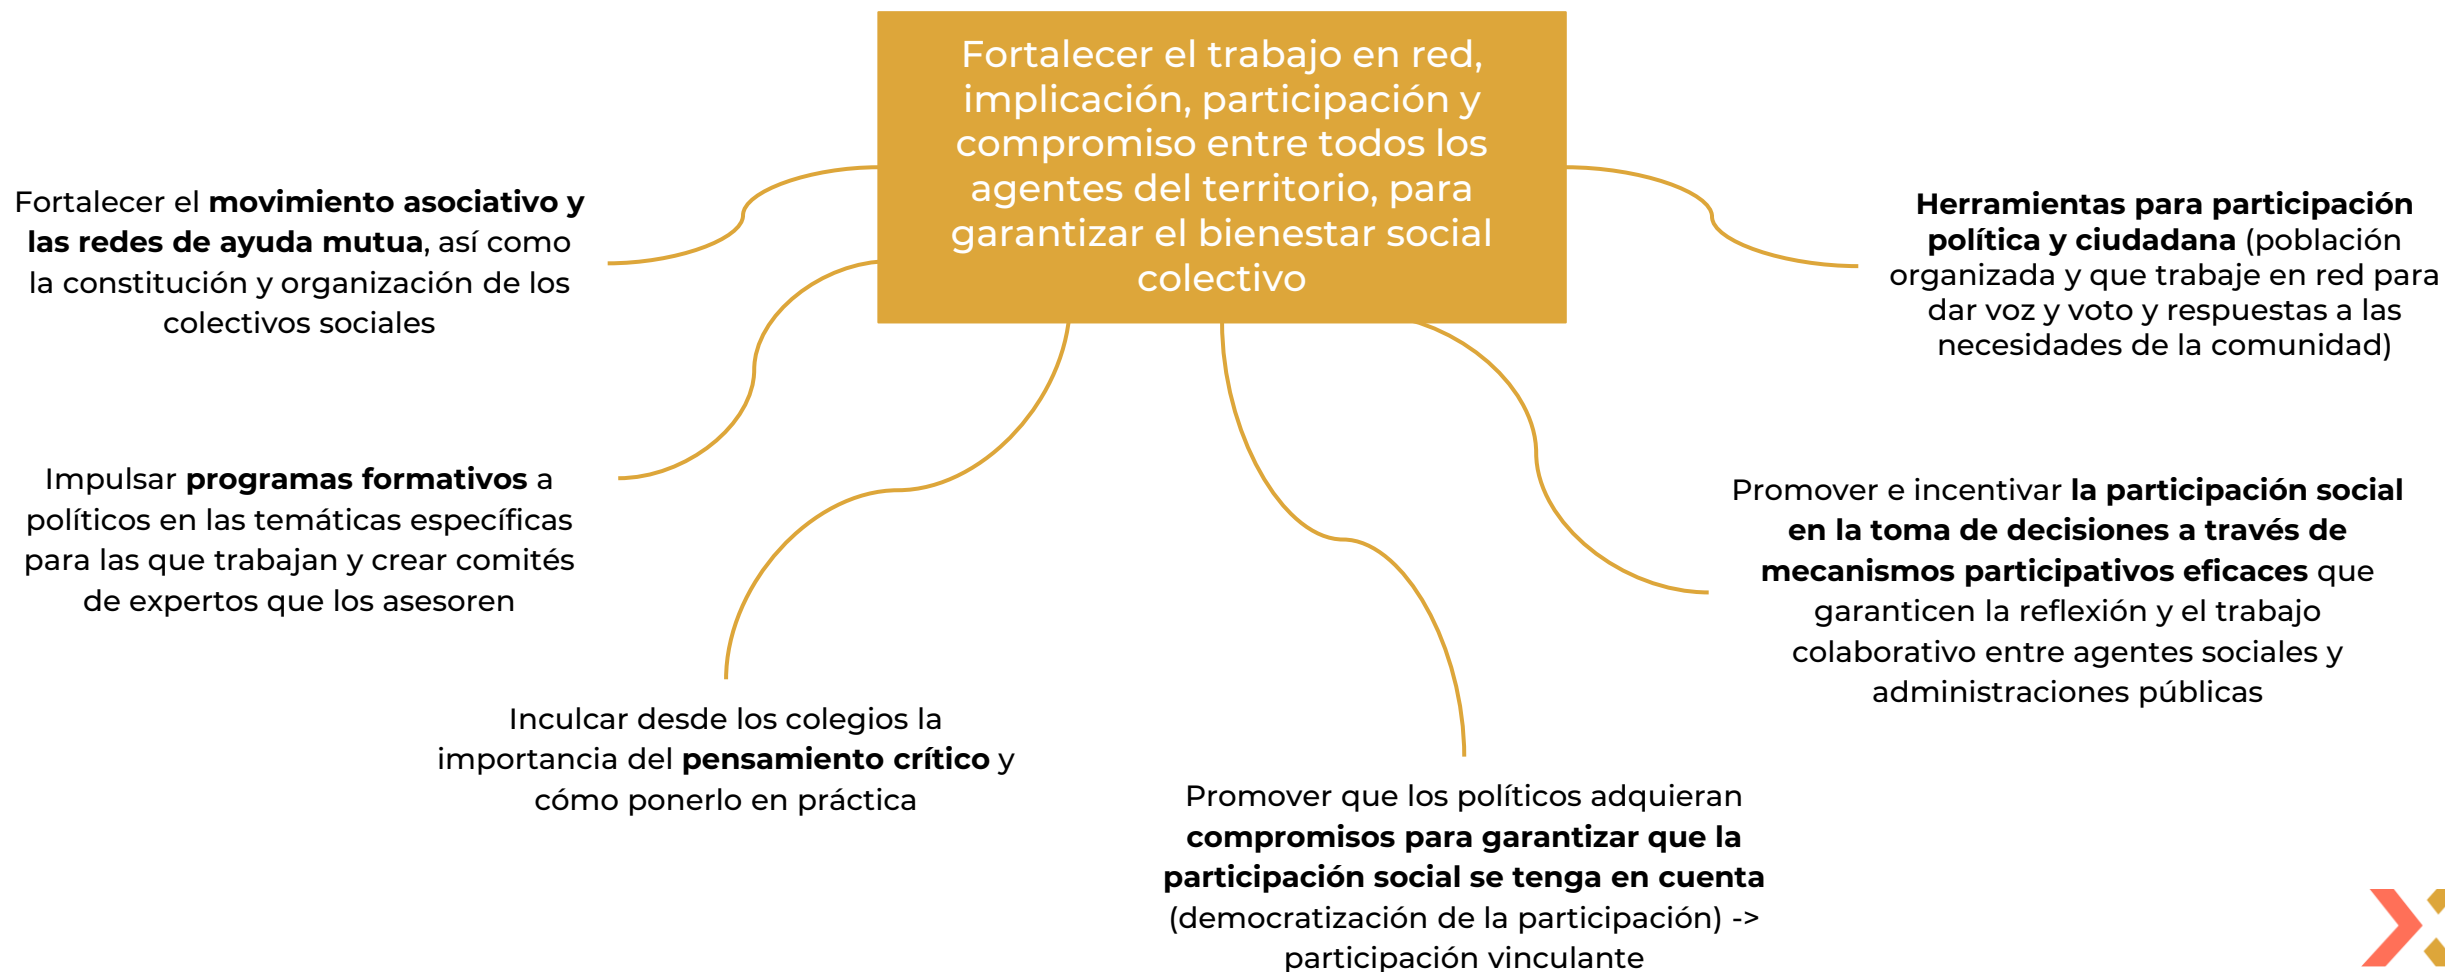 Fortalecer el trabajo en red,
implicación, participación y
compromiso entre todos los
agentes del territorio, para
garantizar el bienestar social
colectivo
Fortalecer el movimiento asociativo y
las redes de ayuda mutua, así como
la constitución y organización de los
colectivos sociales
Impulsar programas formativos a
políticos en las temáticas específicas
para las que trabajan y crear comités
de expertos que los asesoren
Inculcar desde los colegios la
importancia del pensamiento crítico y
cómo ponerlo en práctica
Promover que los políticos adquieran
compromisos para garantizar que la
participación social se tenga en cuenta
(democratización de la participación) ->
participación vinculante
Promover e incentivar la participación social
en la toma de decisiones a través de
mecanismos participativos eficaces que
garanticen la reflexión y el trabajo
colaborativo entre agentes sociales y
administraciones públicas
Herramientas para participación
política y ciudadana (población
organizada y que trabaje en red para
dar voz y voto y respuestas a las
necesidades de la comunidad)